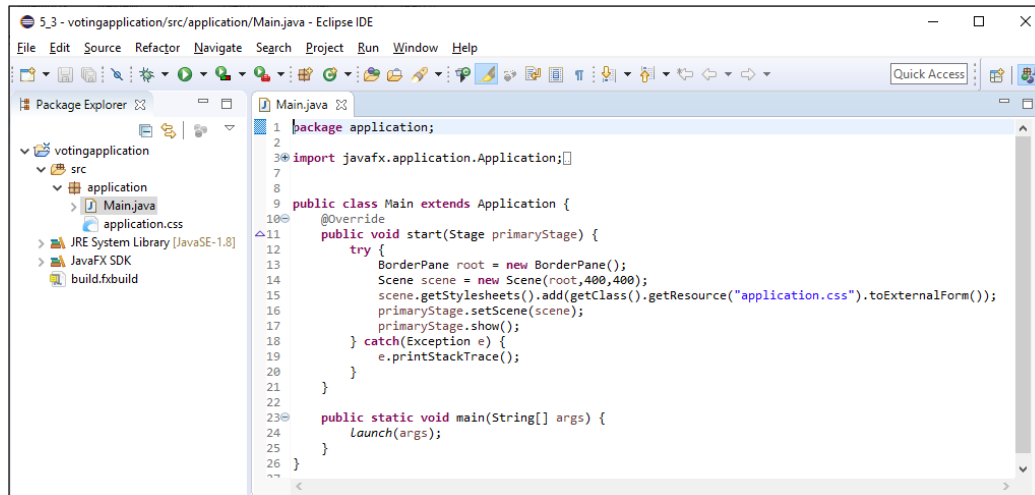 5_3 - votingapplication/src/application/Main.java - Eclipse IDE
File Edit Source Refactor Navigate Search Project Run Window Help
Quick Access
Package Explorer
votingapplication
src
application
Main.java
application.css
JRE System Library [JavaSE-1.8]
JavaFX SDK
build.fxbuild
Main.java
1 package application;
2
3 import javafx.application.Application;
7
8
9 public class Main extends Application {
10 @Override
11 public void start(Stage primaryStage) {
12 try {
13 BorderPane root = new BorderPane();
14 Scene scene = new Scene(root,400,400);
15 scene.getStylesheets().add(getClass().getResource("application.css").toExternalForm());
16 primaryStage.setScene(scene);
17 primaryStage.show();
18 } catch(Exception e) {
19 e.printStackTrace();
20 }
21 }
22
23 public static void main(String[] args) {
24 launch(args);
25 }
26 }
27